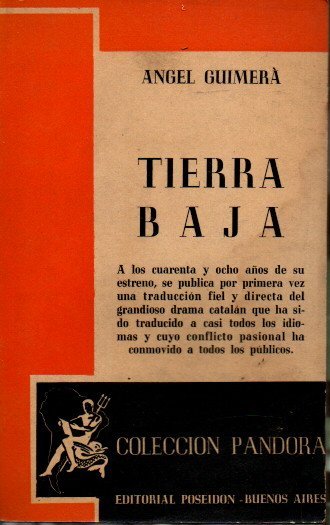 ANGEL GUIMERÀ
TIERRA
BAJA
A los cuarenta y ocho años de su
estreno, se publica por primera vez
una traducción fiel y directa del
grandioso drama catalán que ha si-
do traducido a casi todos los idio-
mas y cuyo conflicto pasional ha
conmovido a todos los públicos.
COLECCION PANDORA
EDITORIAL POSEIDON - BUENOS AIRES